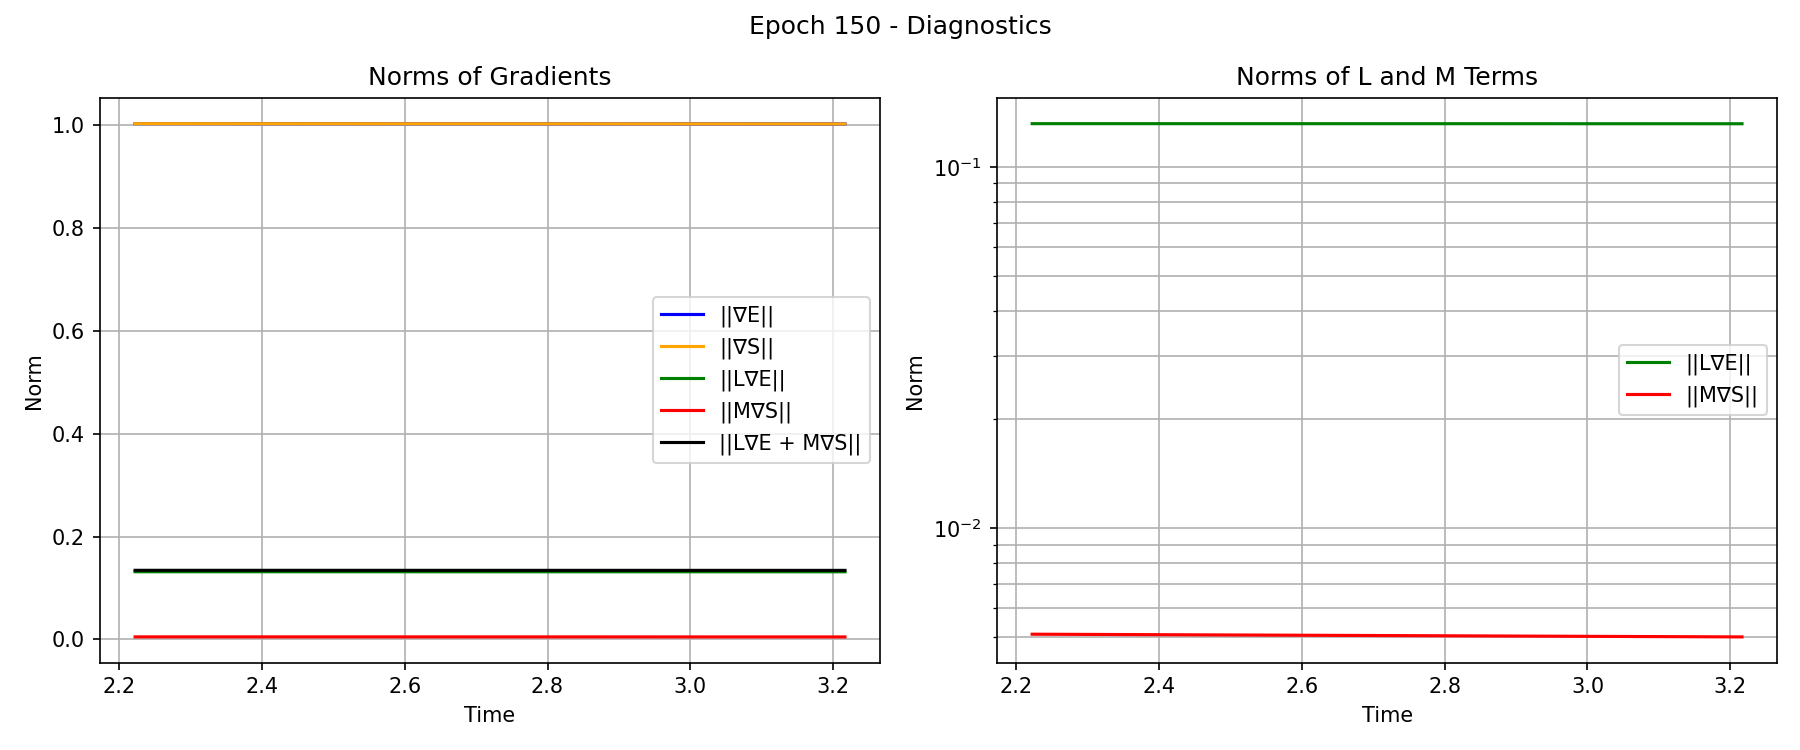 Epoch 150 - Diagnostics
Norms of Gradients
1.0
0.8
0.6
0.4
0.2
0.0
Norm
2.2 2.4 2.6 2.8 3.0 3.2
Time
||∇E||
||∇S||
||L∇E||
||M∇S||
||L∇E + M∇S||
Norms of L and M Terms
10⁻¹
10⁻²
Norm
2.2 2.4 2.6 2.8 3.0 3.2
Time
||L∇E||
||M∇S||